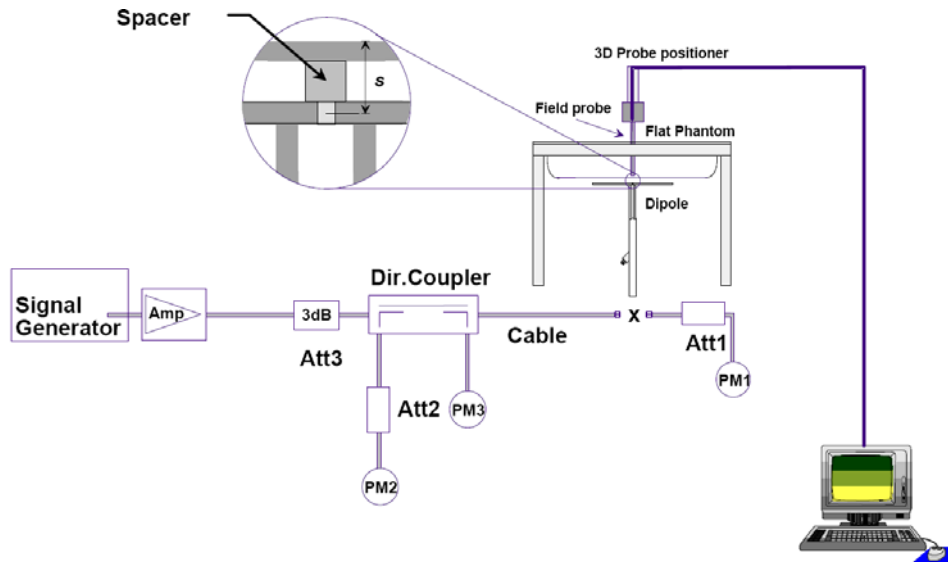 Spacer
s
3D Probe positioner
Field probe
Flat Phantom
Dipole
Signal
Generator
Amp
3dB
Att3
Dir.Coupler
Cable
x
Att1
PM1
Att2
PM3
PM2